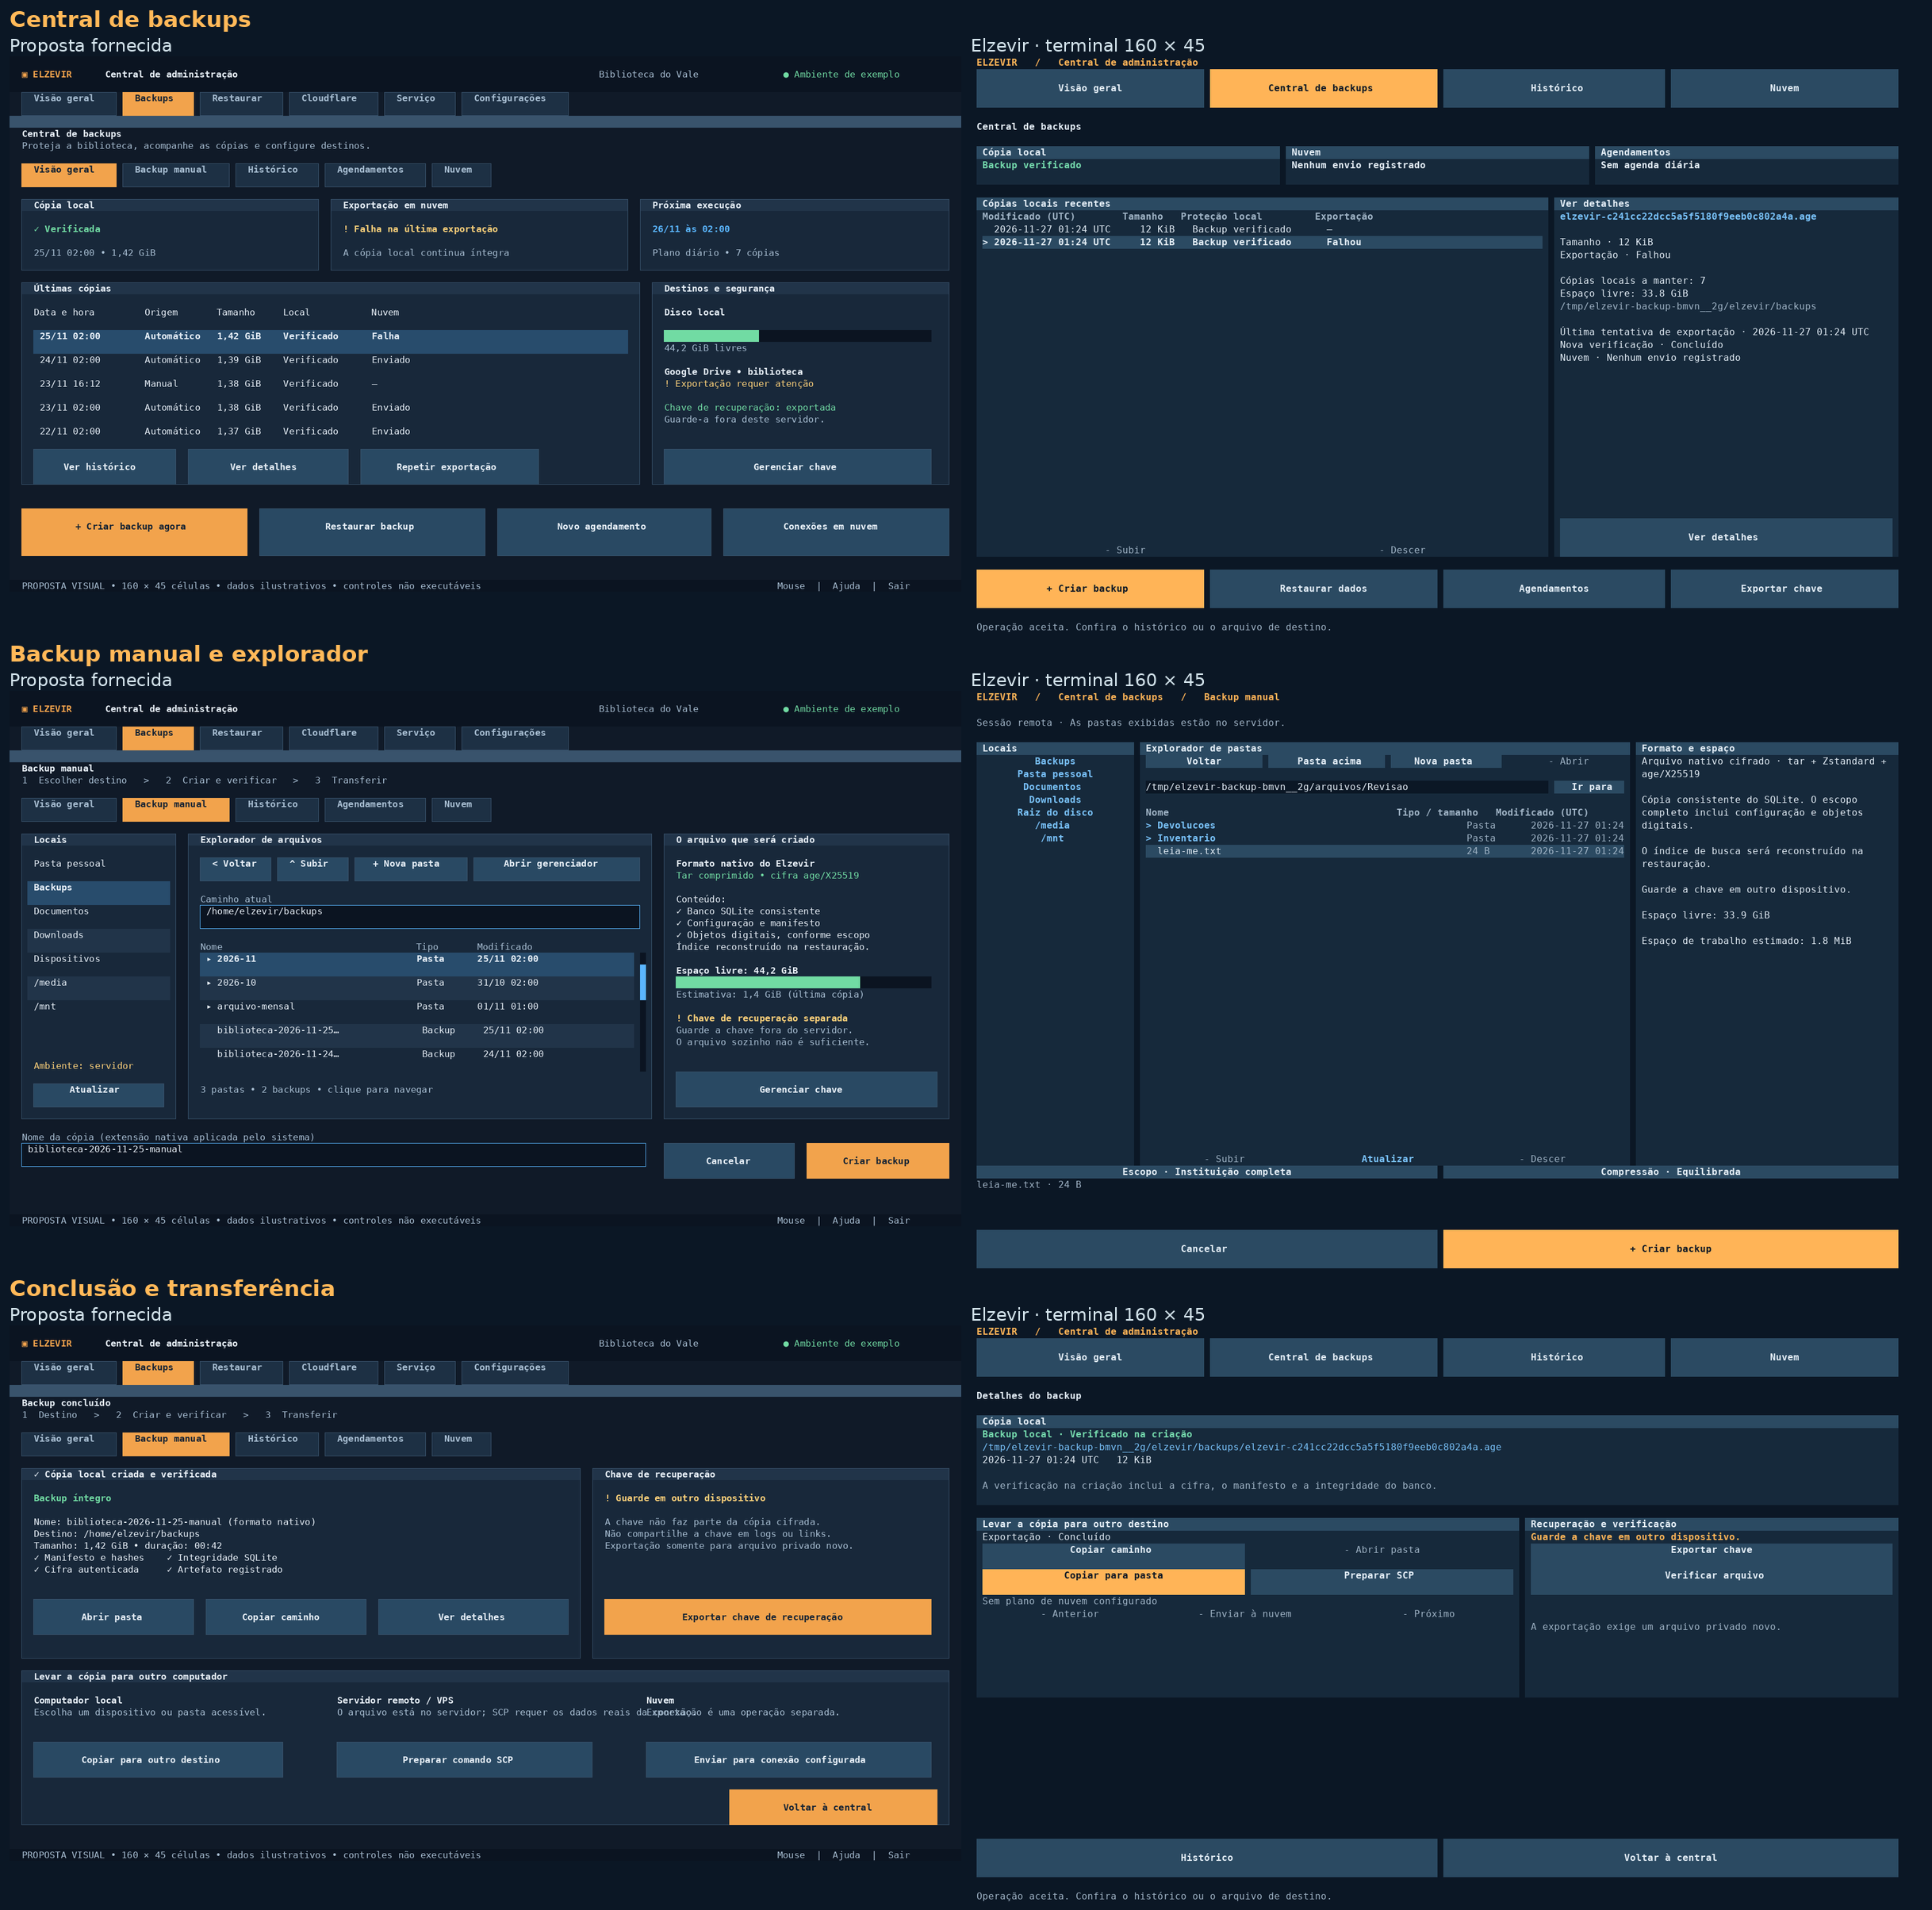 Central de backups
Proposta fornecida
▣ ELZEVIR Central de administração Biblioteca do Vale ● Ambiente de exemplo
Visão geral Backups Restaurar Cloudflare Serviço Configurações
Central de backups
Proteja a biblioteca, acompanhe as cópias e configure destinos.
Visão geral Backup manual Histórico Agendamentos Nuvem
Cópia local Exportação em nuvem Próxima execução
✓ Verificada ! Falha na última exportação 26/11 às 02:00
25/11 02:00 • 1,42 GiB A cópia local continua íntegra Plano diário • 7 cópias
Últimas cópias
Data e hora Origem Tamanho Local Nuvem
25/11 02:00 Automático 1,42 GiB Verificado Falha
24/11 02:00 Automático 1,39 GiB Verificado Enviado
23/11 16:12 Manual 1,38 GiB Verificado —
23/11 02:00 Automático 1,38 GiB Verificado Enviado
22/11 02:00 Automático 1,37 GiB Verificado Enviado
Ver histórico Ver detalhes Repetir exportação
Destinos e segurança
Disco local
44,2 GiB livres
Google Drive • biblioteca
! Exportação requer atenção
Chave de recuperação: exportada
Guarde-a fora deste servidor.
Gerenciar chave
+ Criar backup agora Restaurar backup Novo agendamento Conexões em nuvem
PROPOSTA VISUAL • 160 × 45 células • dados ilustrativos • controles não executáveis Mouse | Ajuda | Sair
Elzevir · terminal 160 × 45
ELZEVIR / Central de administração
Visão geral Central de backups Histórico Nuvem
Central de backups
Cópia local Nuvem Agendamentos
Backup verificado Nenhum envio registrado Sem agenda diária
Cópias locais recentes
Modificado (UTC) Tamanho Proteção local Exportação
2026-11-27 01:24 UTC 12 KiB Backup verificado —
> 2026-11-27 01:24 UTC 12 KiB Backup verificado Falhou
- Subir - Descer
Ver detalhes
elzevir-c241cc22dcc5a5f5180f9eeb0c802a4a.age
Tamanho · 12 KiB
Exportação · Falhou
Cópias locais a manter: 7
Espaço livre: 33.8 GiB
/tmp/elzevir-backup-bmvn__2g/elzevir/backups
Última tentativa de exportação · 2026-11-27 01:24 UTC
Nova verificação · Concluído
Nuvem · Nenhum envio registrado
Ver detalhes
+ Criar backup Restaurar dados Agendamentos Exportar chave
Operação aceita. Confira o histórico ou o arquivo de destino.
Backup manual e explorador
Proposta fornecida
▣ ELZEVIR Central de administração Biblioteca do Vale ● Ambiente de exemplo
Visão geral Backups Restaurar Cloudflare Serviço Configurações
Backup manual
1 Escolher destino > 2 Criar e verificar > 3 Transferir
Visão geral Backup manual Histórico Agendamentos Nuvem
Locais
Pasta pessoal
Backups
Documentos
Downloads
Dispositivos
/media
/mnt
Ambiente: servidor
Atualizar
Explorador de arquivos
< Voltar ^ Subir + Nova pasta Abrir gerenciador
Caminho atual
/home/elzevir/backups
Nome Tipo Modificado
▸ 2026-11 Pasta 25/11 02:00
▸ 2026-10 Pasta 31/10 02:00
▸ arquivo-mensal Pasta 01/11 01:00
biblioteca-2026-11-25… Backup 25/11 02:00
biblioteca-2026-11-24… Backup 24/11 02:00
3 pastas • 2 backups • clique para navegar
O arquivo que será criado
Formato nativo do Elzevir
Tar comprimido • cifra age/X25519
Conteúdo:
✓ Banco SQLite consistente
✓ Configuração e manifesto
✓ Objetos digitais, conforme escopo
Índice reconstruído na restauração.
Espaço livre: 44,2 GiB
Estimativa: 1,4 GiB (última cópia)
! Chave de recuperação separada
Guarde a chave fora do servidor.
O arquivo sozinho não é suficiente.
Gerenciar chave
Nome da cópia (extensão nativa aplicada pelo sistema)
biblioteca-2026-11-25-manual
Cancelar Criar backup
PROPOSTA VISUAL • 160 × 45 células • dados ilustrativos • controles não executáveis Mouse | Ajuda | Sair
Elzevir · terminal 160 × 45
ELZEVIR / Central de backups / Backup manual
Sessão remota · As pastas exibidas estão no servidor.
Locais
Backups
Pasta pessoal
Documentos
Downloads
Raiz do disco
/media
/mnt
Explorador de pastas
Voltar Pasta acima Nova pasta - Abrir
/tmp/elzevir-backup-bmvn__2g/arquivos/Revisao Ir para
Nome Tipo / tamanho Modificado (UTC)
> Devolucoes Pasta 2026-11-27 01:24
> Inventario Pasta 2026-11-27 01:24
leia-me.txt 24 B 2026-11-27 01:24
- Subir Atualizar - Descer
Formato e espaço
Arquivo nativo cifrado · tar + Zstandard +
age/X25519
Cópia consistente do SQLite. O escopo
completo inclui configuração e objetos
digitais.
O índice de busca será reconstruído na
restauração.
Guarde a chave em outro dispositivo.
Espaço livre: 33.9 GiB
Espaço de trabalho estimado: 1.8 MiB
Escopo · Instituição completa Compressão · Equilibrada
leia-me.txt · 24 B
Cancelar + Criar backup
Conclusão e transferência
Proposta fornecida
▣ ELZEVIR Central de administração Biblioteca do Vale ● Ambiente de exemplo
Visão geral Backups Restaurar Cloudflare Serviço Configurações
Backup concluído
1 Destino > 2 Criar e verificar > 3 Transferir
Visão geral Backup manual Histórico Agendamentos Nuvem
✓ Cópia local criada e verificada
Backup íntegro
Nome: biblioteca-2026-11-25-manual (formato nativo)
Destino: /home/elzevir/backups
Tamanho: 1,42 GiB • duração: 00:42
✓ Manifesto e hashes ✓ Integridade SQLite
✓ Cifra autenticada ✓ Artefato registrado
Abrir pasta Copiar caminho Ver detalhes
Chave de recuperação
! Guarde em outro dispositivo
A chave não faz parte da cópia cifrada.
Não compartilhe a chave em logs ou links.
Exportação somente para arquivo privado novo.
Exportar chave de recuperação
Levar a cópia para outro computador
Computador local Servidor remoto / VPS Nuvem
Escolha um dispositivo ou pasta acessível. O arquivo está no servidor; SCP requer os dados reais da é uma operação separada.
Copiar para outro destino Preparar comando SCP Enviar para conexão configurada
Voltar à central
PROPOSTA VISUAL • 160 × 45 células • dados ilustrativos • controles não executáveis Mouse | Ajuda | Sair
Elzevir · terminal 160 × 45
ELZEVIR / Central de administração
Visão geral Central de backups Histórico Nuvem
Detalhes do backup
Cópia local
Backup local · Verificado na criação
/tmp/elzevir-backup-bmvn__2g/elzevir/backups/elzevir-c241cc22dcc5a5f5180f9eeb0c802a4a.age
2026-11-27 01:24 UTC 12 KiB
A verificação na criação inclui a cifra, o manifesto e a integridade do banco.
Levar a cópia para outro destino
Exportação · Concluído
Copiar caminho - Abrir pasta
Copiar para pasta Preparar SCP
Sem plano de nuvem configurado
- Anterior - Enviar à nuvem - Próximo
Recuperação e verificação
Guarde a chave em outro dispositivo.
Exportar chave
Verificar arquivo
A exportação exige um arquivo privado novo.
Histórico Voltar à central
Operação aceita. Confira o histórico ou o arquivo de destino.